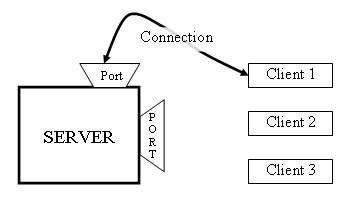 Connection
Port
Client 1
PORT
Client 2
SERVER
Client 3